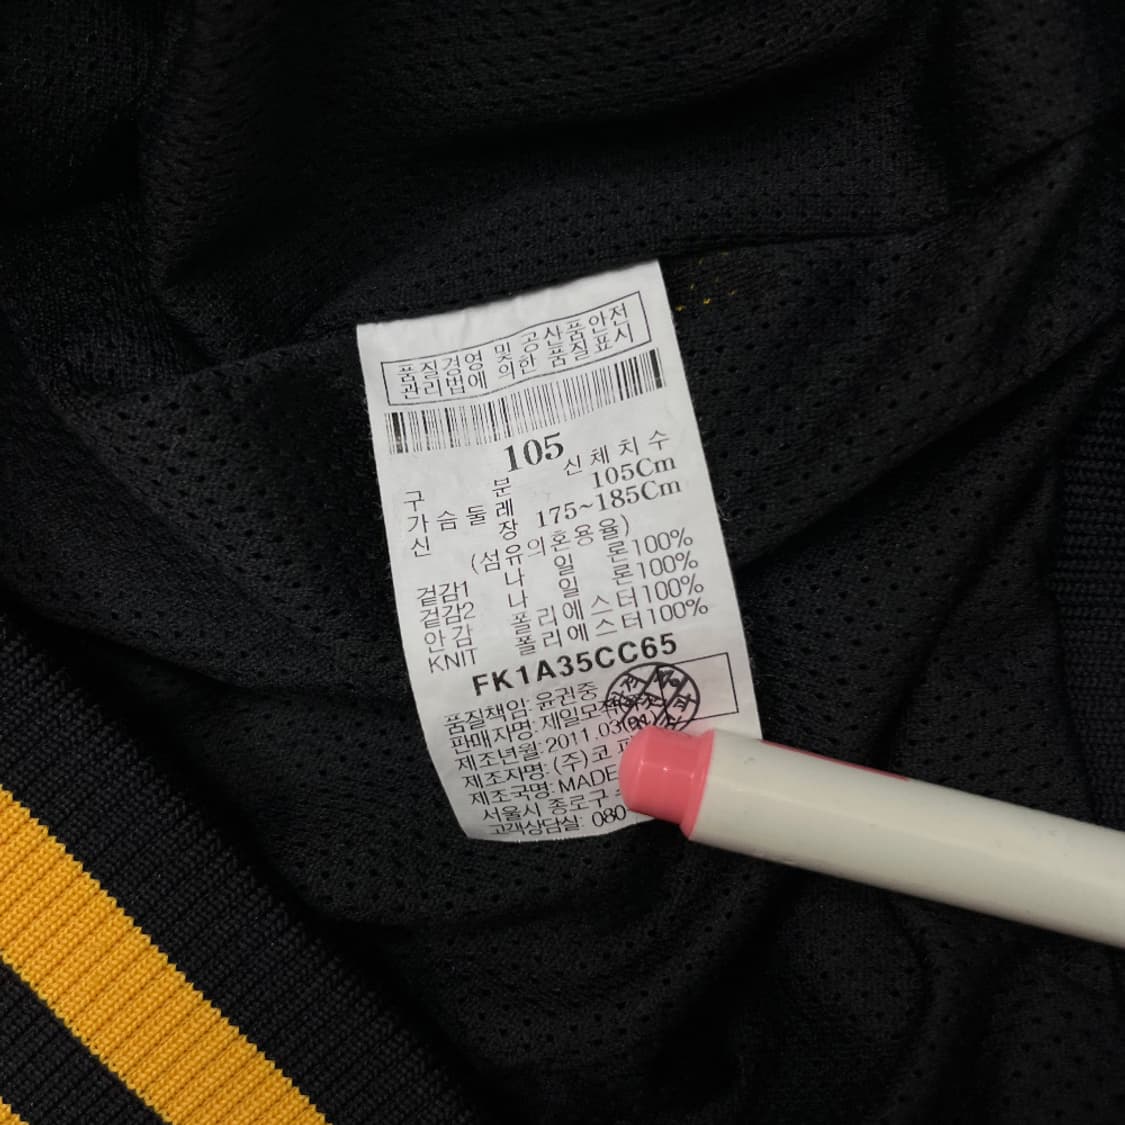 품질경영 및 공산품안전
관리법에 의한 품질표시
105
구 분 신체치수
가슴둘레 105Cm
신 장 175~185Cm
(섬유의혼용율)
겉감1 나 일 론100%
겉감2 나 일 론100%
안감 폴리에스터100%
KNIT 폴리에스터100%
FK1A35CC65
품질책임: 윤권중
판매자명: 제일모직
제조년월: 2011.03
제조자명: (주)코
제조국명: MADE
서울시 종로구
고객상담실: 080